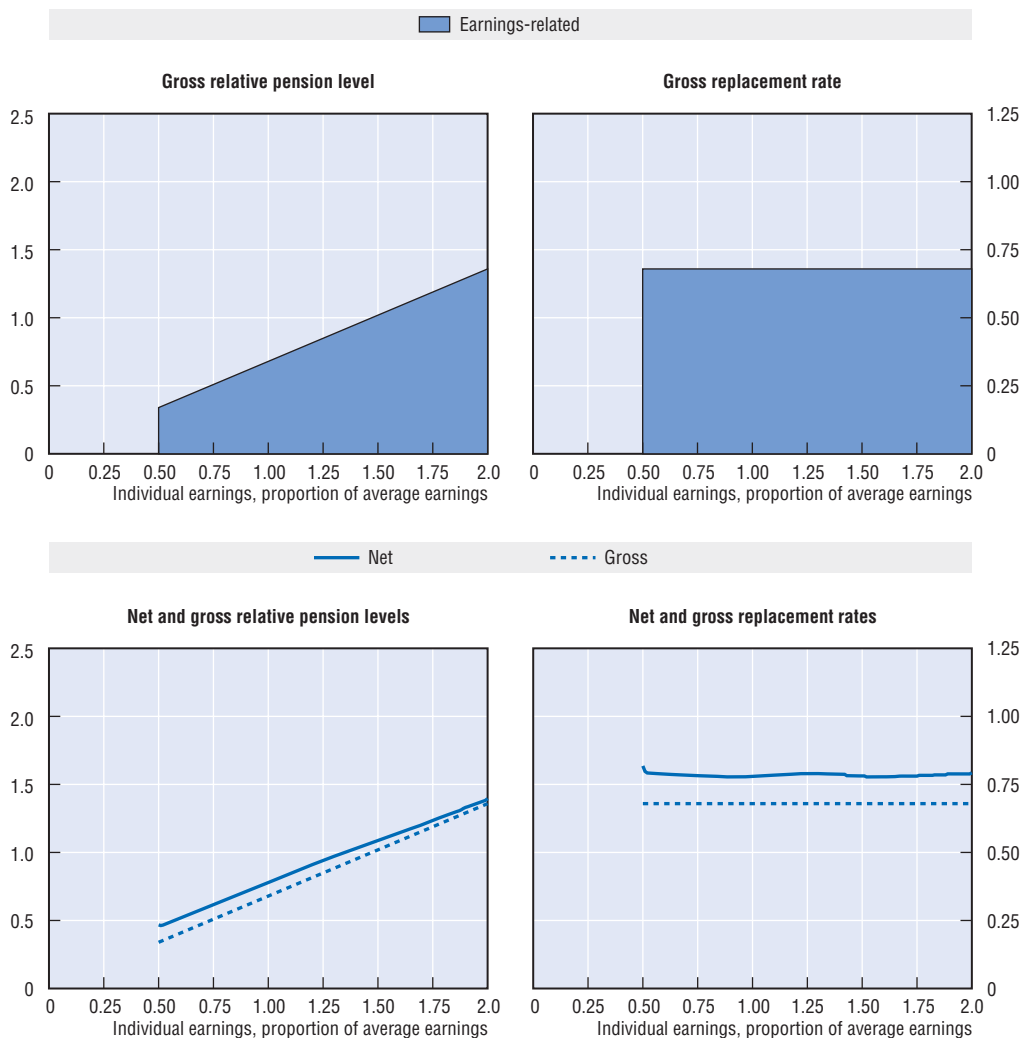 Earnings-related
Gross relative pension level
2.5
2.0
1.5
1.0
0.5
0
0 0.25 0.50 0.75 1.00 1.25 1.50 1.75 2.0
Individual earnings, proportion of average earnings
Gross replacement rate
1.25
1.00
0.75
0.50
0.25
0
0 0.25 0.50 0.75 1.00 1.25 1.50 1.75 2.0
Individual earnings, proportion of average earnings
Net Gross
Net and gross relative pension levels
2.5
2.0
1.5
1.0
0.5
0
0 0.25 0.50 0.75 1.00 1.25 1.50 1.75 2.0
Individual earnings, proportion of average earnings
Net and gross replacement rates
1.25
1.00
0.75
0.50
0.25
0
0 0.25 0.50 0.75 1.00 1.25 1.50 1.75 2.0
Individual earnings, proportion of average earnings